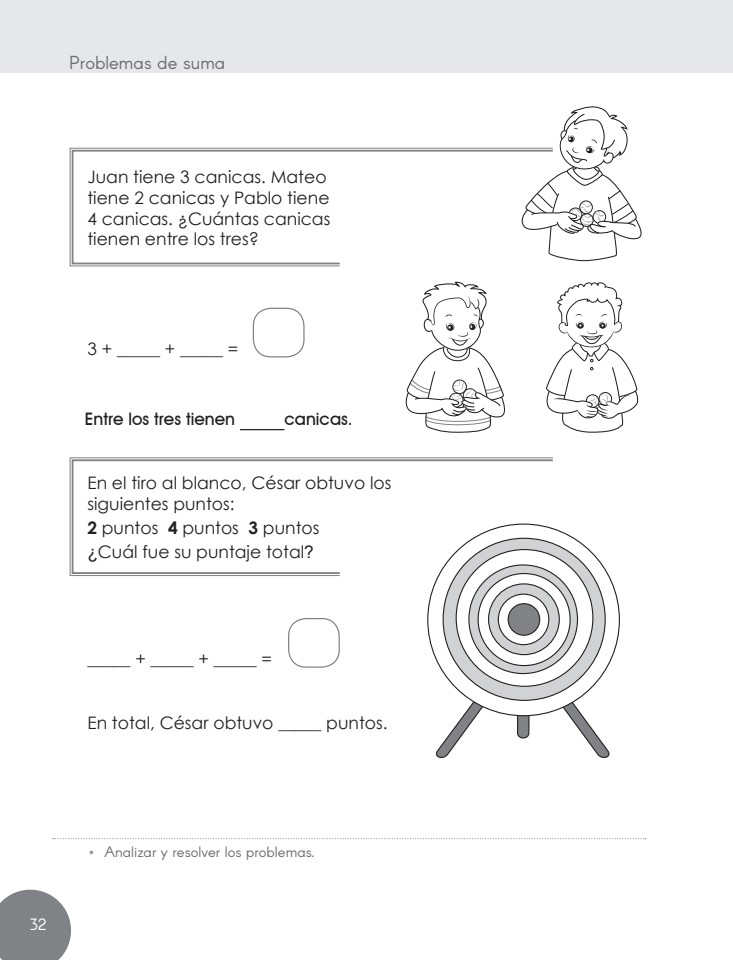 Problemas de suma
Juan tiene 3 canicas. Mateo
tiene 2 canicas y Pablo tiene
4 canicas. ¿Cuántas canicas
tienen entre los tres?
3 + _____ + _____ =
Entre los tres tienen _____canicas.
En el tiro al blanco, César obtuvo los
siguientes puntos:
2 puntos 4 puntos 3 puntos
¿Cuál fue su puntaje total?
_____ + _____ + _____ =
En total, César obtuvo _____ puntos.
• Analizar y resolver los problemas.
32